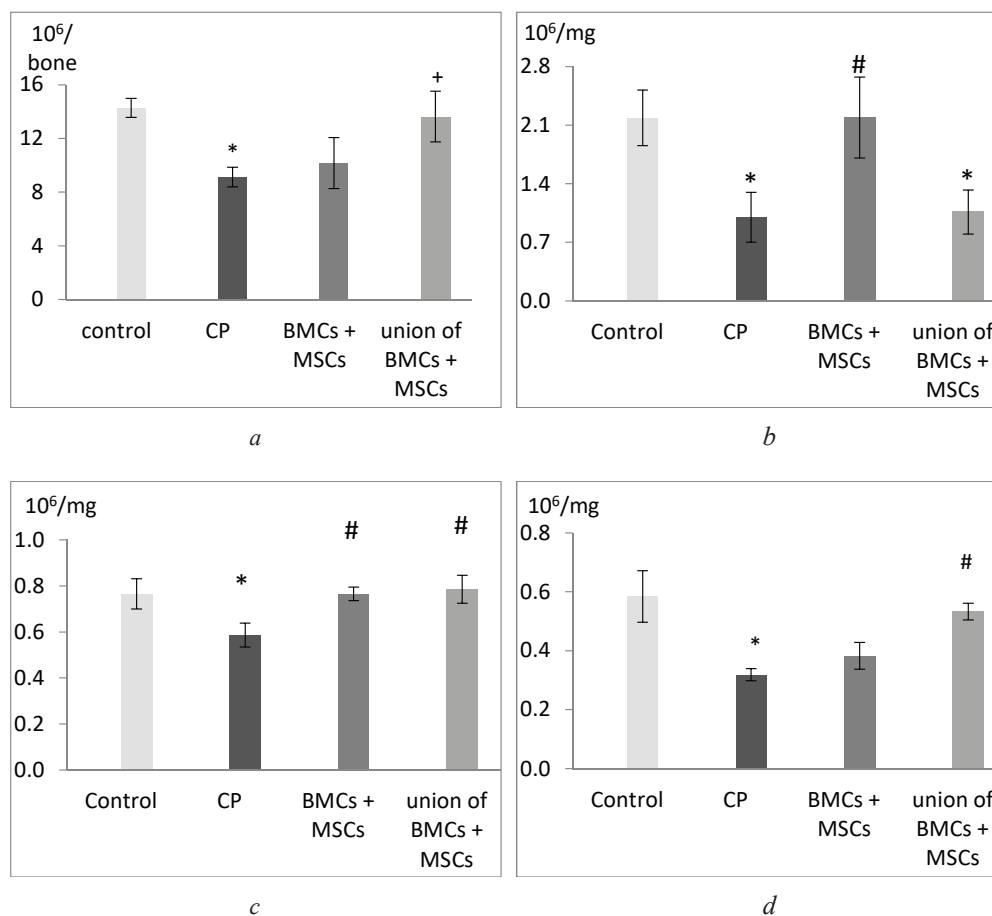 10⁶/
bone
16
12
8
4
0
*
+
control
CP
BMCs +
MSCs
union of
BMCs +
MSCs
a
10⁶/mg
2.8
2.1
1.4
0.7
0.0
*
#
*
Control
CP
BMCs +
MSCs
union of
BMCs +
MSCs
b
10⁶/mg
1.0
0.8
0.6
0.4
0.2
0.0
*
#
#
Control
CP
BMCs +
MSCs
union of
BMCs +
MSCs
c
10⁶/mg
0.8
0.6
0.4
0.2
0.0
*
#
Control
CP
BMCs +
MSCs
union of
BMCs +
MSCs
d